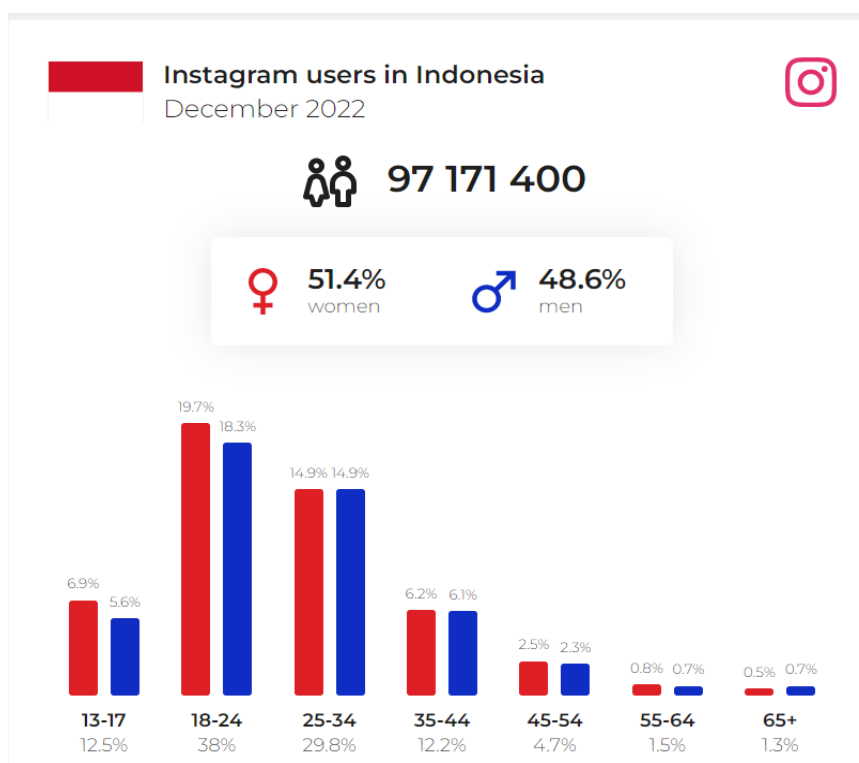 Instagram users in Indonesia
December 2022
97 171 400
51.4% 48.6%
women men
19.7%
18.3%
14.9% 14.9%
6.9%
5.6%
6.2% 6.1%
2.5% 2.3%
0.8% 0.7% 0.5% 0.7%
13-17 18-24 25-34 35-44 45-54 55-64 65+
12.5% 38% 29.8% 12.2% 4.7% 1.5% 1.3%